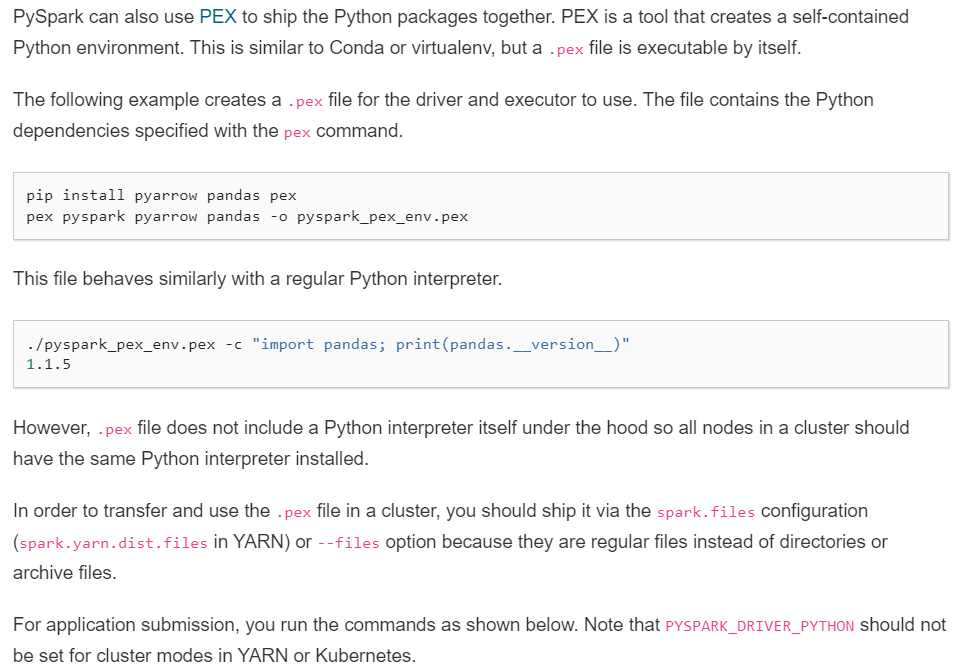 PySpark can also use PEX to ship the Python packages together. PEX is a tool that creates a self-contained
Python environment. This is similar to Conda or virtualenv, but a .pex file is executable by itself.
The following example creates a .pex file for the driver and executor to use. The file contains the Python
dependencies specified with the pex command.
pip install pyarrow pandas pex
pex pyspark pyarrow pandas -o pyspark_pex_env.pex
This file behaves similarly with a regular Python interpreter.
./pyspark_pex_env.pex -c "import pandas; print(pandas.__version__)"
1.1.5
However, .pex file does not include a Python interpreter itself under the hood so all nodes in a cluster should
have the same Python interpreter installed.
In order to transfer and use the .pex file in a cluster, you should ship it via the spark.files configuration
(spark.yarn.dist.files in YARN) or --files option because they are regular files instead of directories or
archive files.
For application submission, you run the commands as shown below. Note that PYSPARK_DRIVER_PYTHON should not
be set for cluster modes in YARN or Kubernetes.